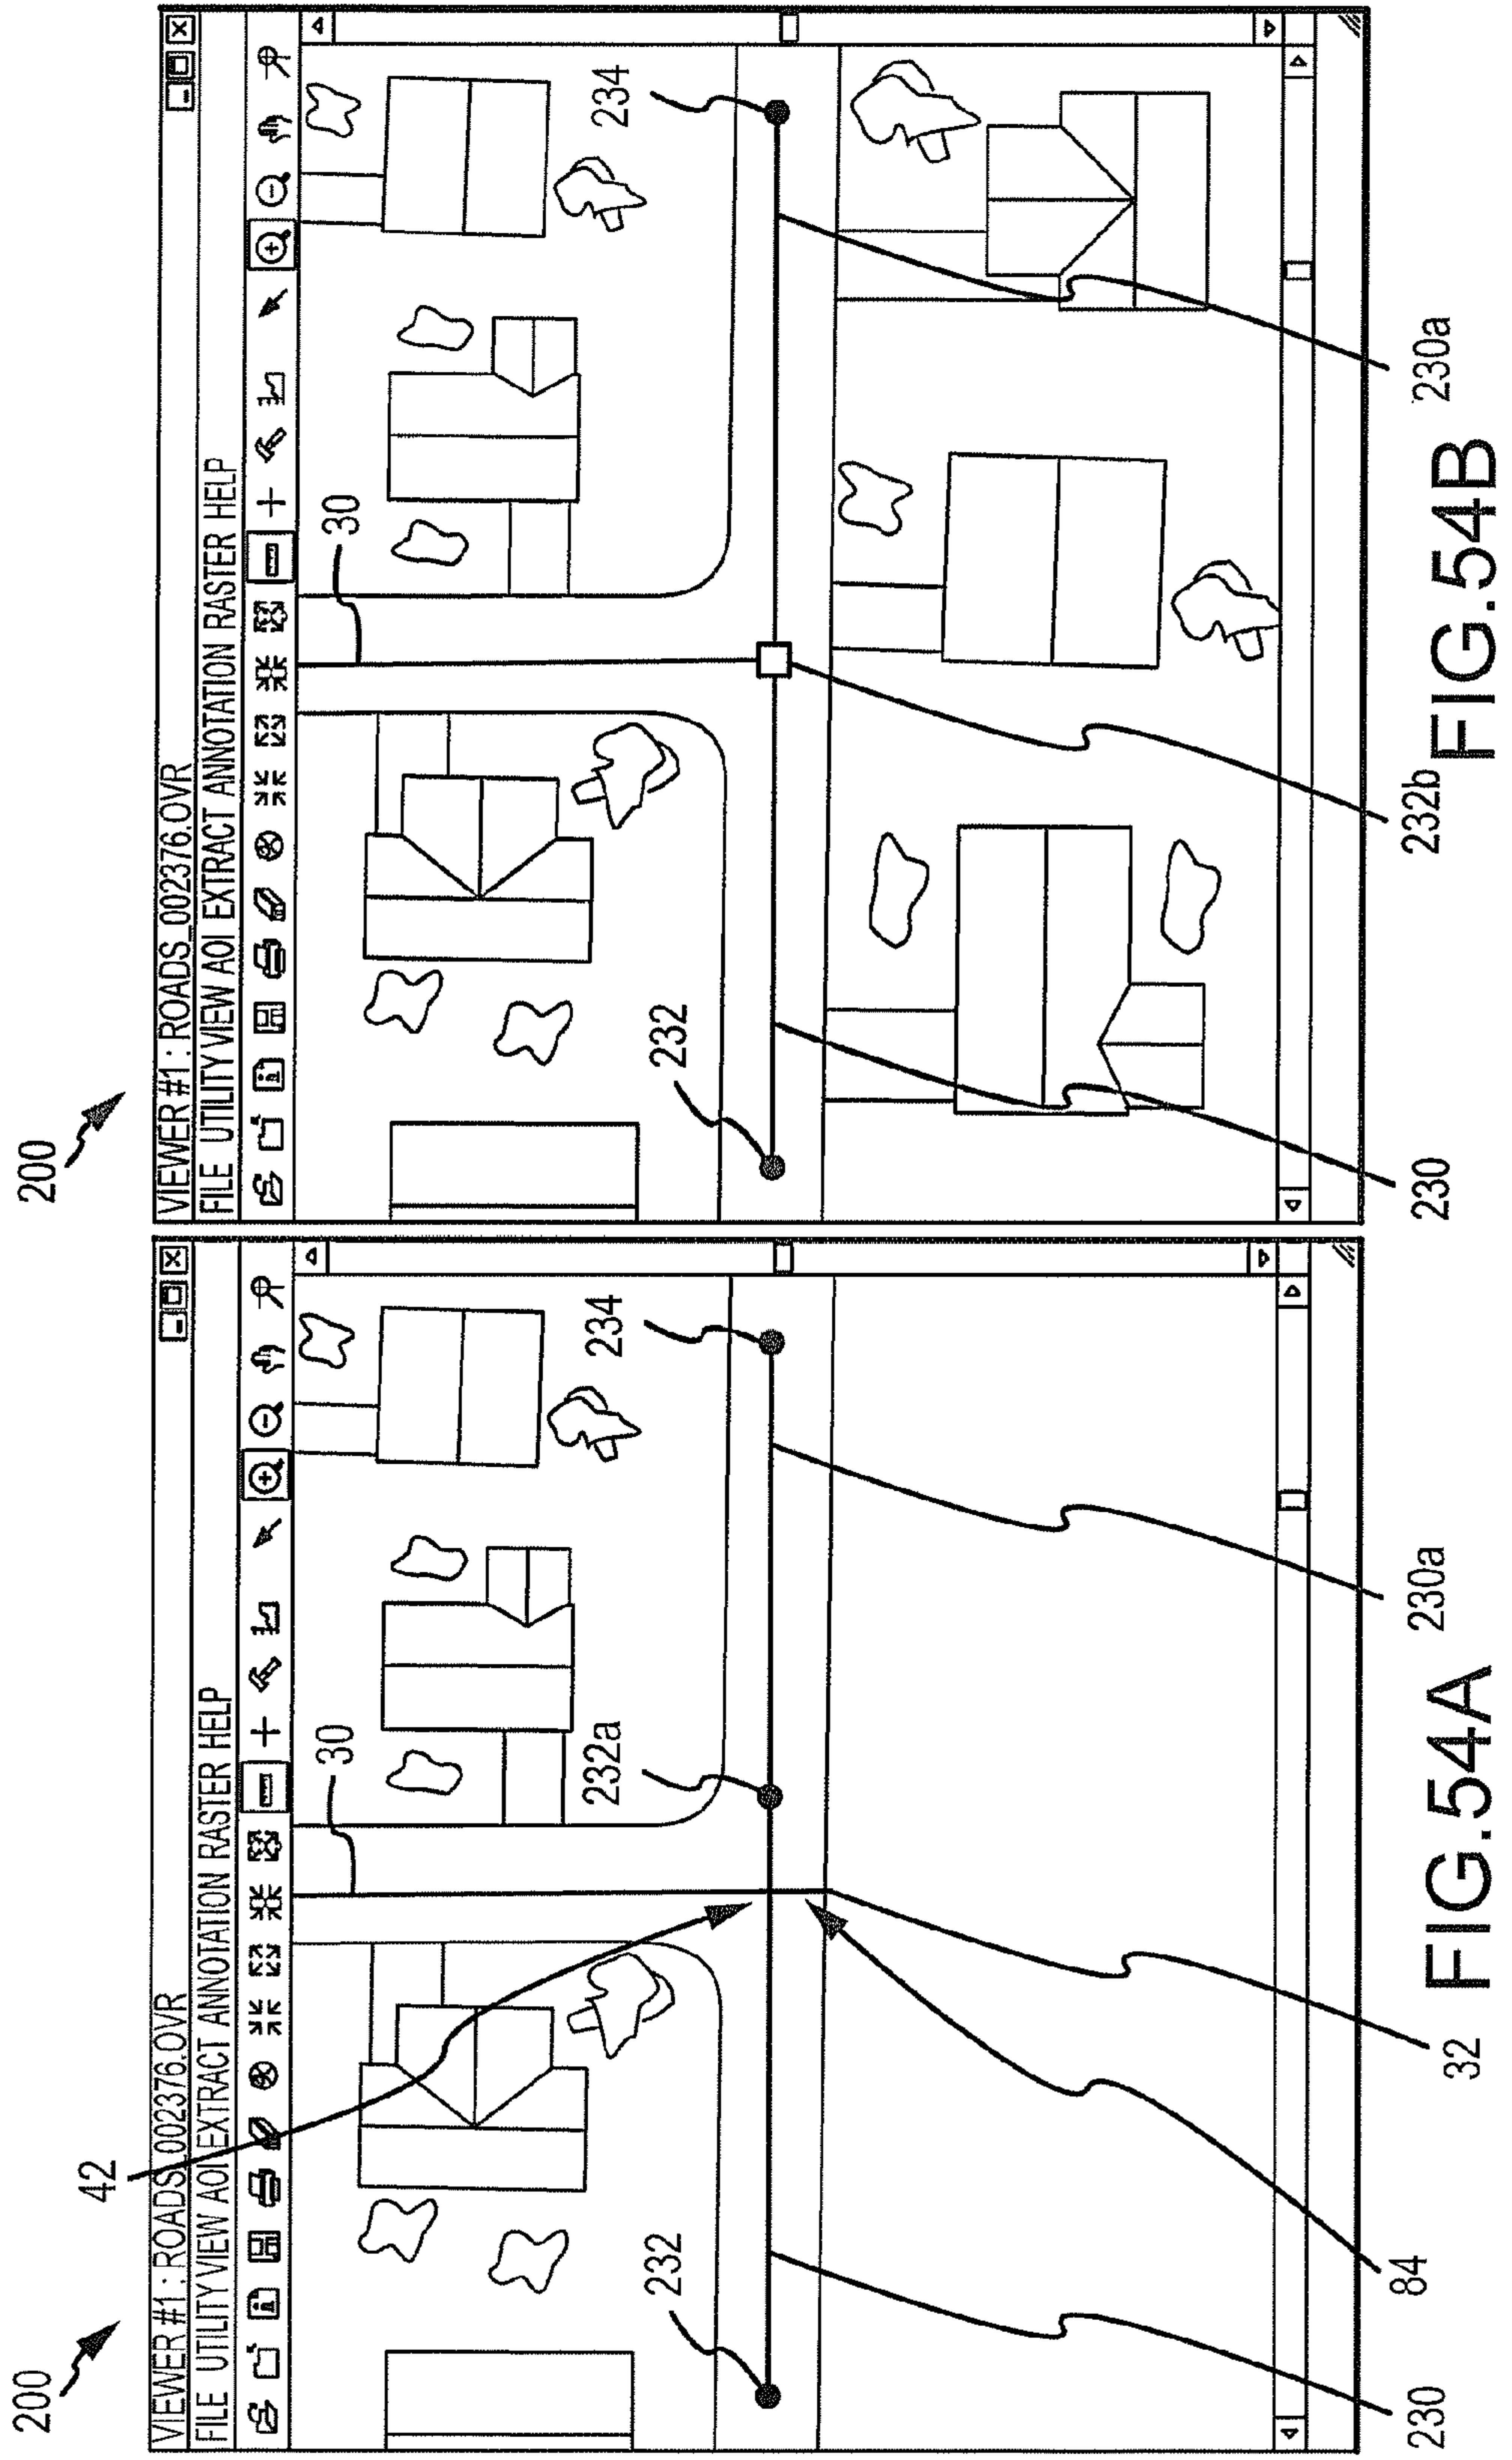 200
42
VIEWER #1 : ROADS_002376.OVR
FILE UTILITY VIEW AOI EXTRACT ANNOTATION RASTER HELP
30
232
232a
234
230
84
32
230a
FIG.54A
200
VIEWER #1 : ROADS_002376.OVR
FILE UTILITY VIEW AOI EXTRACT ANNOTATION RASTER HELP
30
232
234
230
232b
230a
FIG.54B